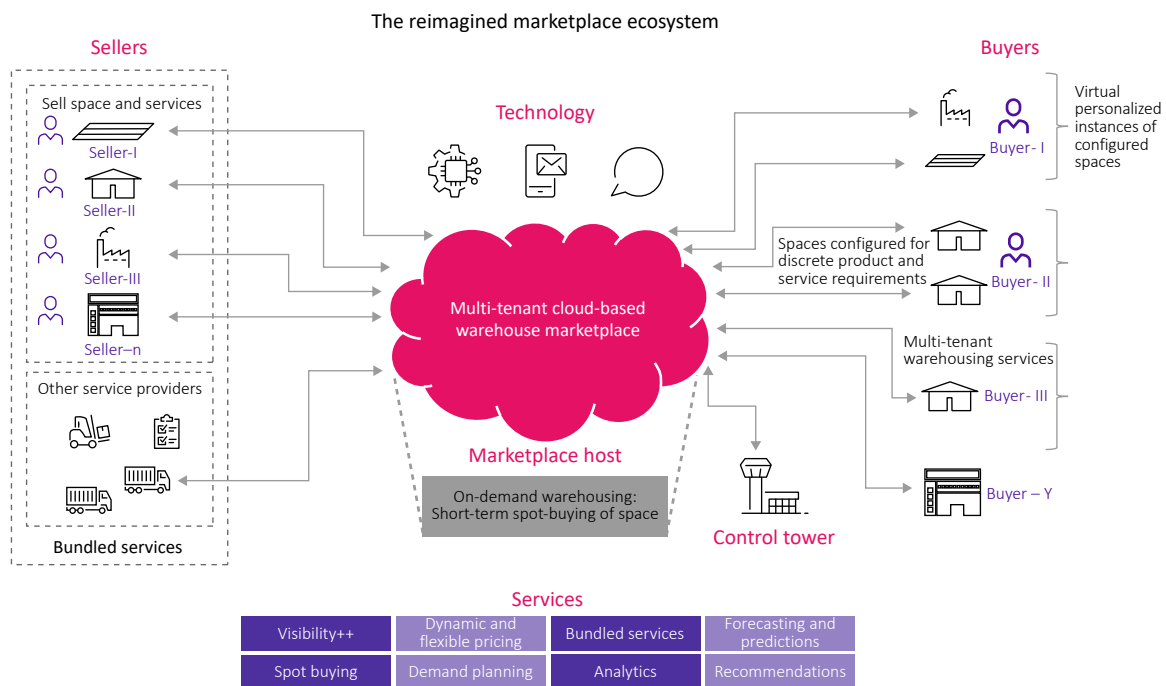 The reimagined marketplace ecosystem
Sellers
Sell space and services
Seller-I
Seller-II
Seller-III
Seller–n
Other service providers
Bundled services
Technology
Multi-tenant cloud-based
warehouse marketplace
Marketplace host
On-demand warehousing:
Short-term spot-buying of space
Control tower
Buyers
Buyer- I
Virtual
personalized
instances of
configured
spaces
Spaces configured for
discrete product and
service requirements
Buyer- II
Multi-tenant
warehousing services
Buyer- III
Buyer – Y
Services
Visibility++
Dynamic and
flexible pricing
Bundled services
Forecasting and
predictions
Spot buying
Demand planning
Analytics
Recommendations